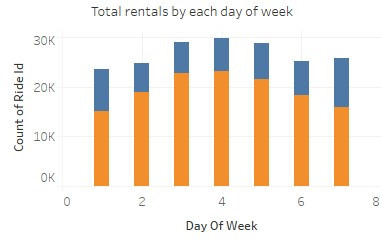 Total rentals by each day of week
30K
20K
10K
0K
Count of Ride Id
0 2 4 6 8
Day Of Week